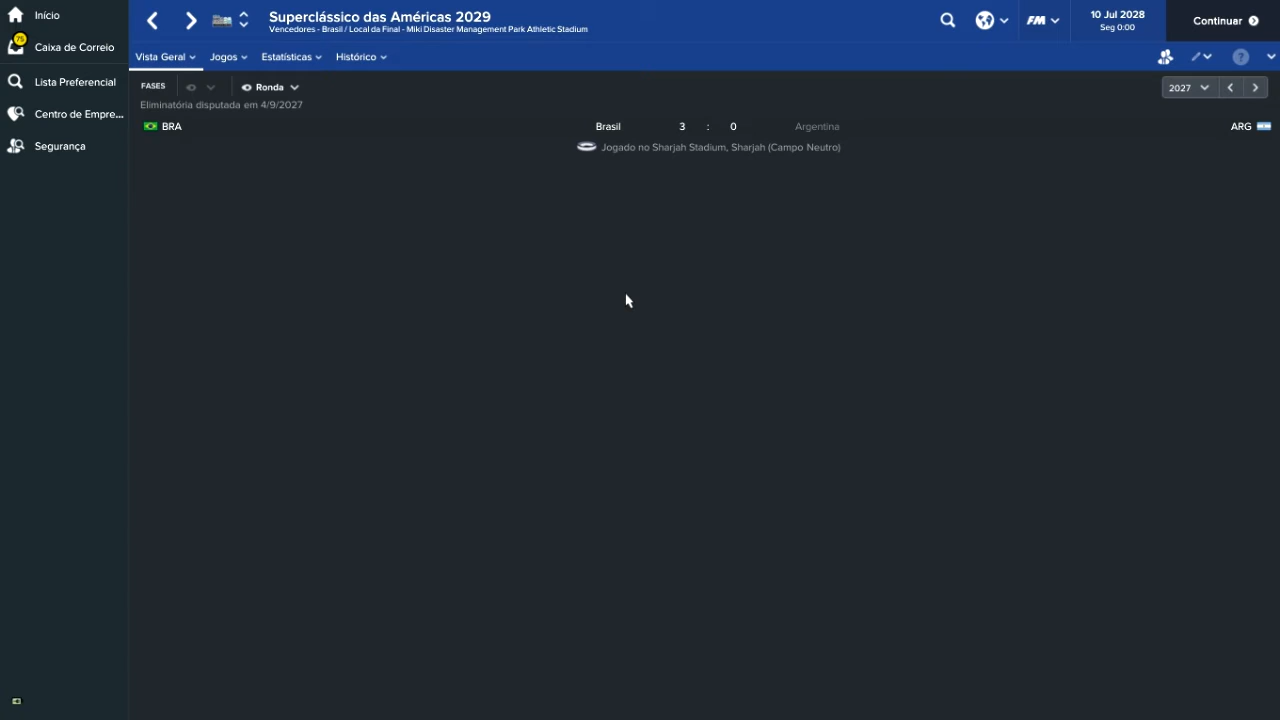 Início
75
Caixa de Correio
Lista Preferencial
Centro de Empre...
Segurança
Superclássico das Américas 2029
Vencedores - Brasil / Local da Final - Miki Disaster Management Park Athletic Stadium
FM
10 Jul 2028
Seg 0:00
Continuar
Vista Geral
Jogos
Estatísticas
Histórico
?
FASES
Ronda
2027
Eliminatória disputada em 4/9/2027
BRA Brasil 3 : 0 Argentina ARG
Jogado no Sharjah Stadium, Sharjah (Campo Neutro)